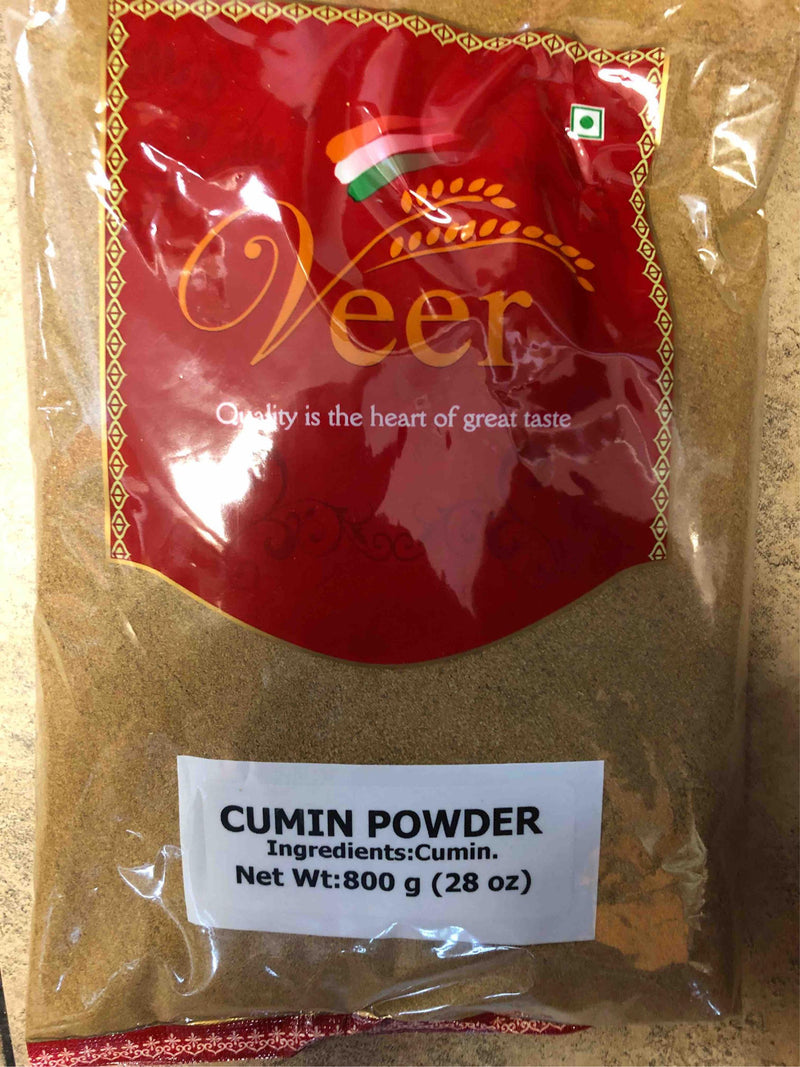 Veer
Quality is the heart of great taste
CUMIN POWDER
Ingredients:Cumin.
Net Wt:800 g (28 oz)